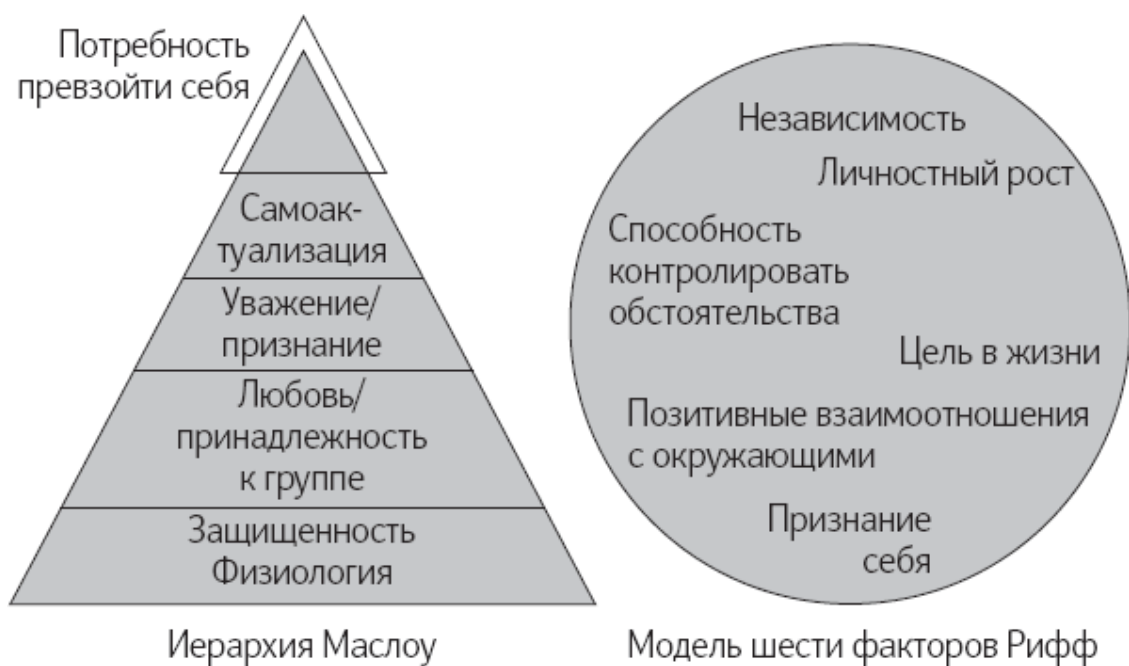 Потребность
превзойти себя
Самоак-
туализация
Уважение/
признание
Любовь/
принадлежность
к группе
Защищенность
Физиология
Иерархия Маслоу
Независимость
Личностный рост
Способность
контролировать
обстоятельства
Цель в жизни
Позитивные взаимоотношения
с окружающими
Признание
себя
Модель шести факторов Рифф